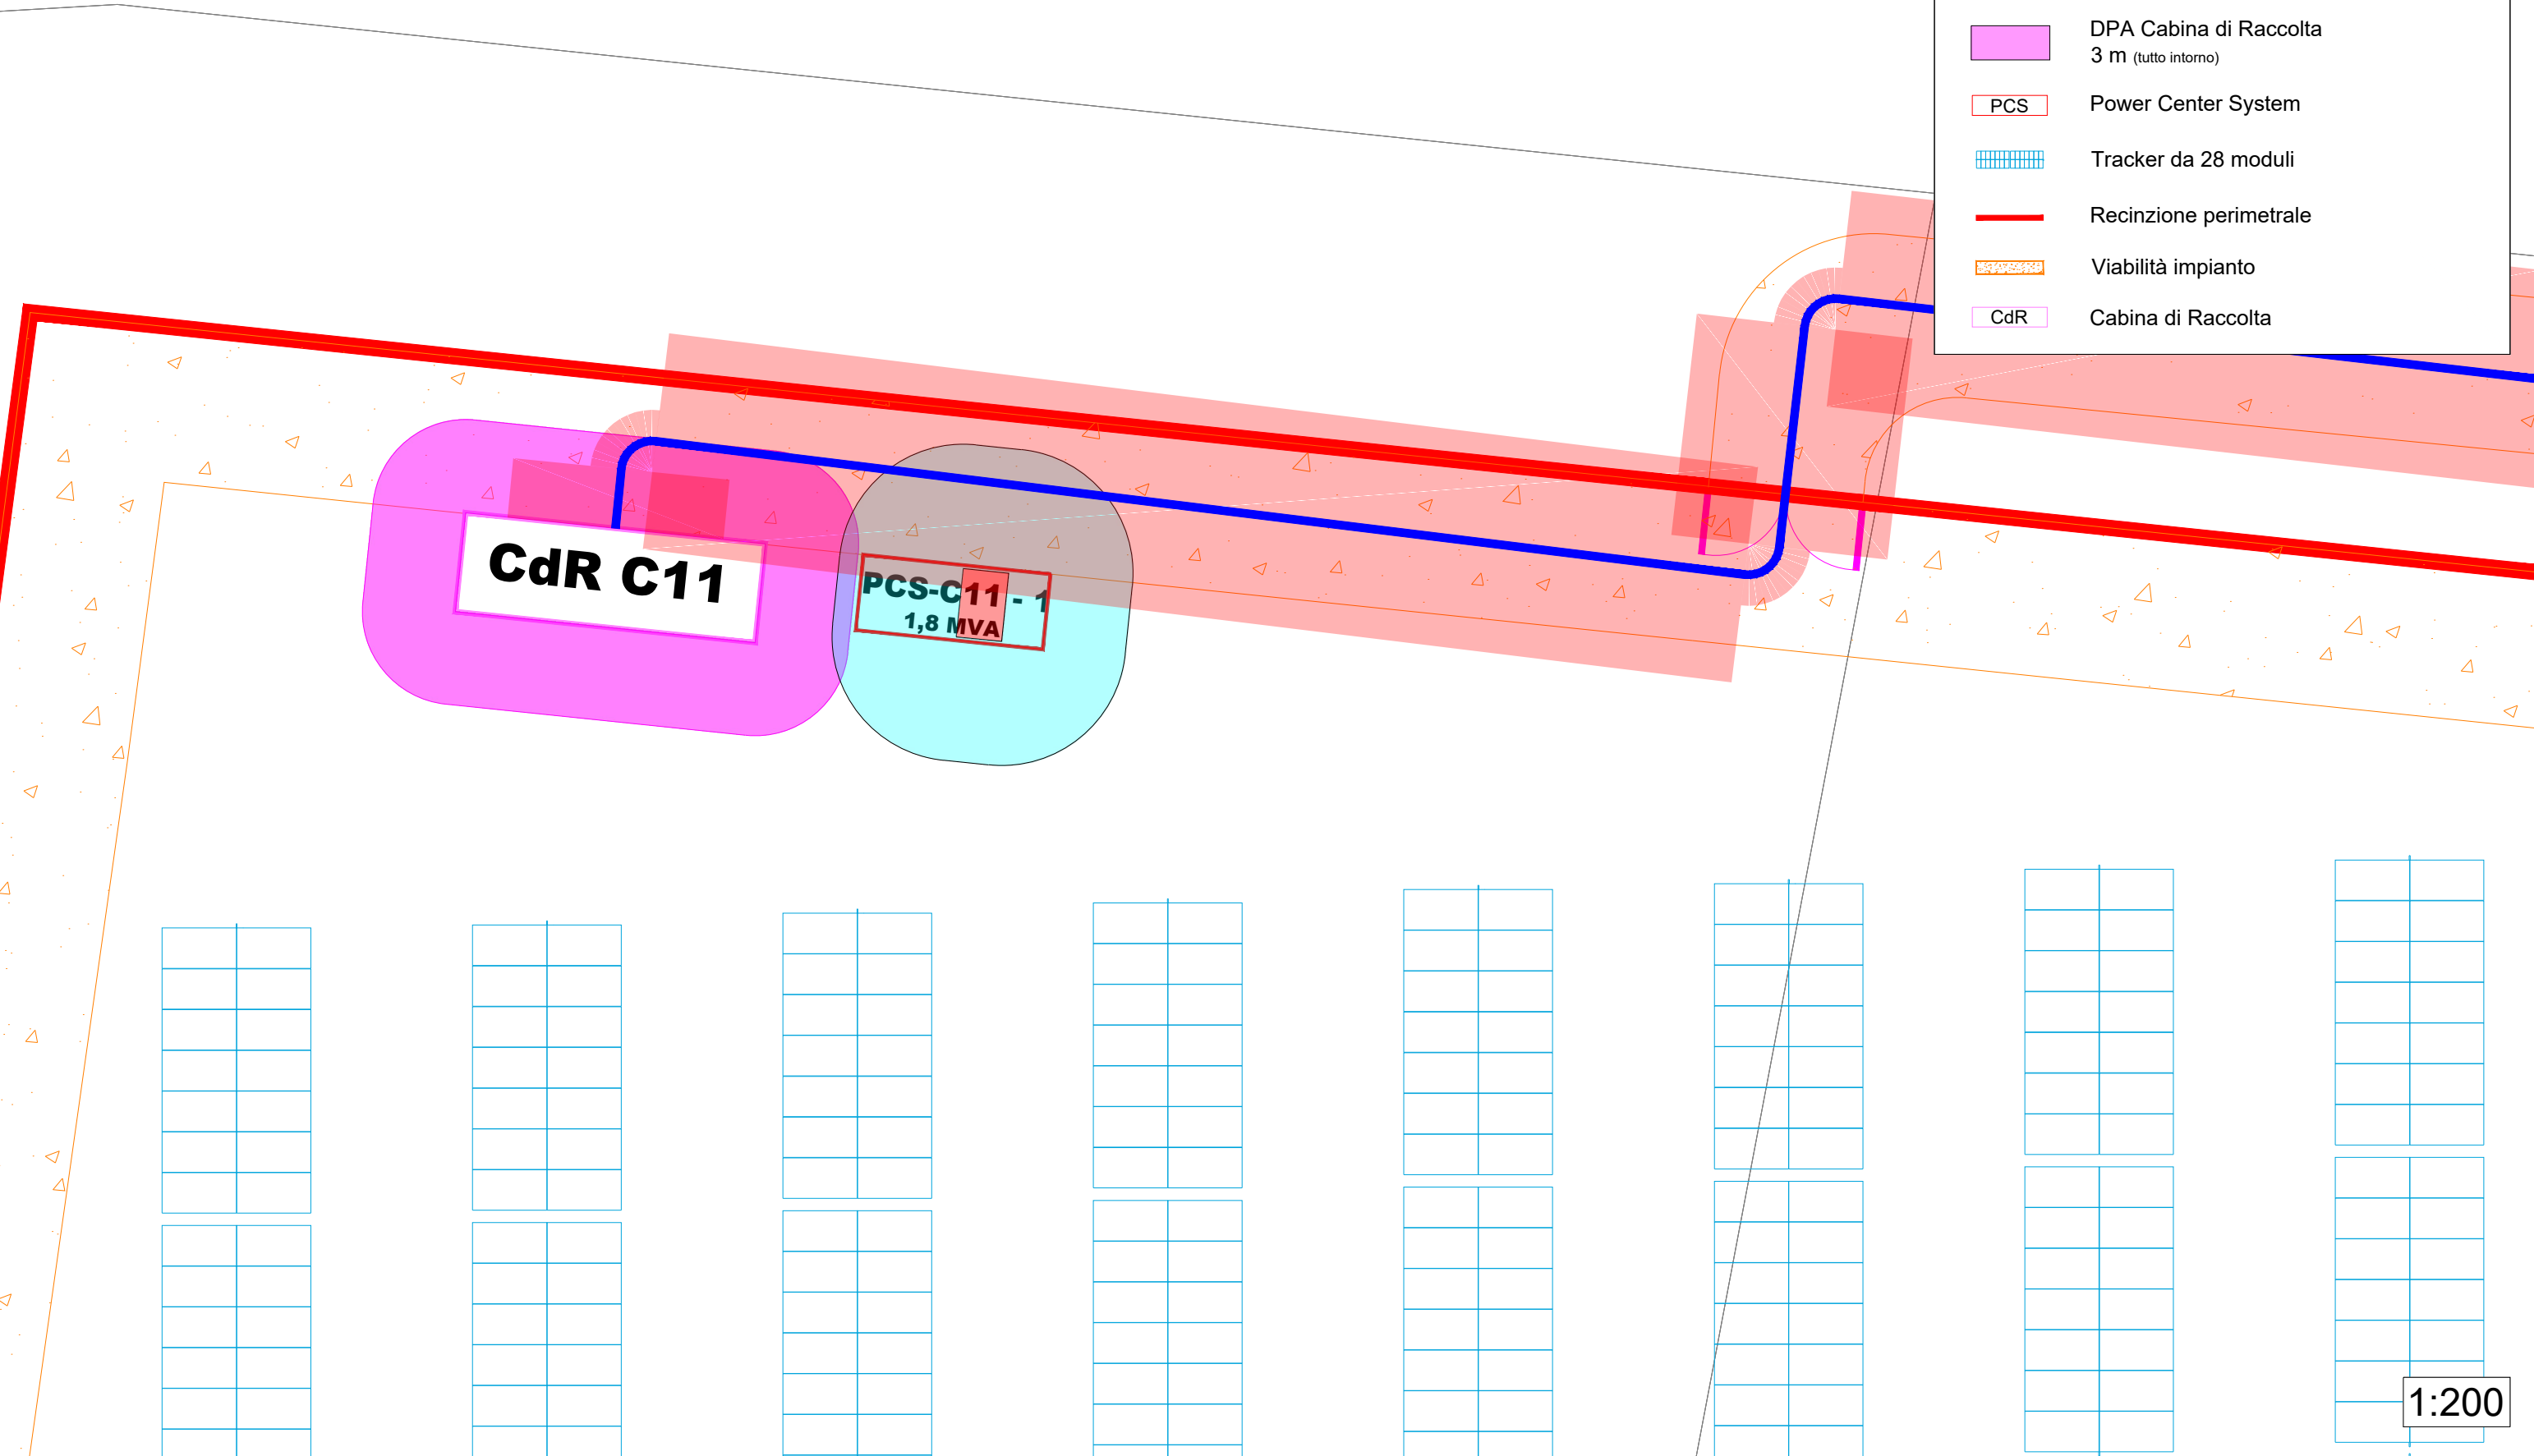 DPA Cabina di Raccolta
3 m (tutto intorno)
PCS Power Center System
Tracker da 28 moduli
Recinzione perimetrale
Viabilità impianto
CdR Cabina di Raccolta
CdR C11
PCS-C11 - 1
1,8 MVA
1:200